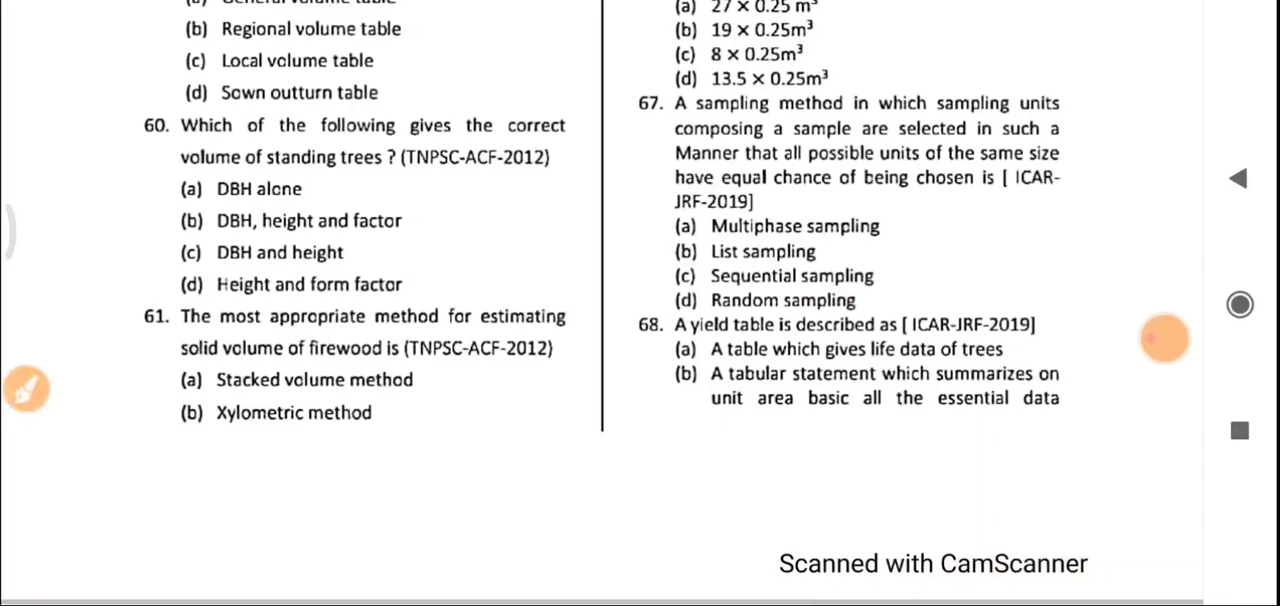 (b) Regional volume table
(c) Local volume table
(d) Sown outturn table
60. Which of the following gives the correct
volume of standing trees ? (TNPSC-ACF-2012)
(a) DBH alone
(b) DBH, height and factor
(c) DBH and height
(d) Height and form factor
61. The most appropriate method for estimating
solid volume of firewood is (TNPSC-ACF-2012)
(a) Stacked volume method
(b) Xylometric method
(a) 27 × 0.25 m³
(b) 19 × 0.25m³
(c) 8 × 0.25m³
(d) 13.5 × 0.25m³
67. A sampling method in which sampling units
composing a sample are selected in such a
Manner that all possible units of the same size
have equal chance of being chosen is [ ICAR-
JRF-2019]
(a) Multiphase sampling
(b) List sampling
(c) Sequential sampling
(d) Random sampling
68. A yield table is described as [ ICAR-JRF-2019]
(a) A table which gives life data of trees
(b) A tabular statement which summarizes on
unit area basic all the essential data
Scanned with CamScanner